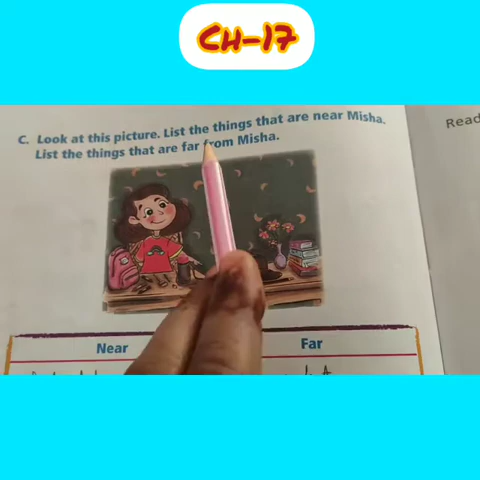 CH-17
C. Look at this picture. List the things that are near Misha.
List the things that are far from Misha.
Read
Near
Far